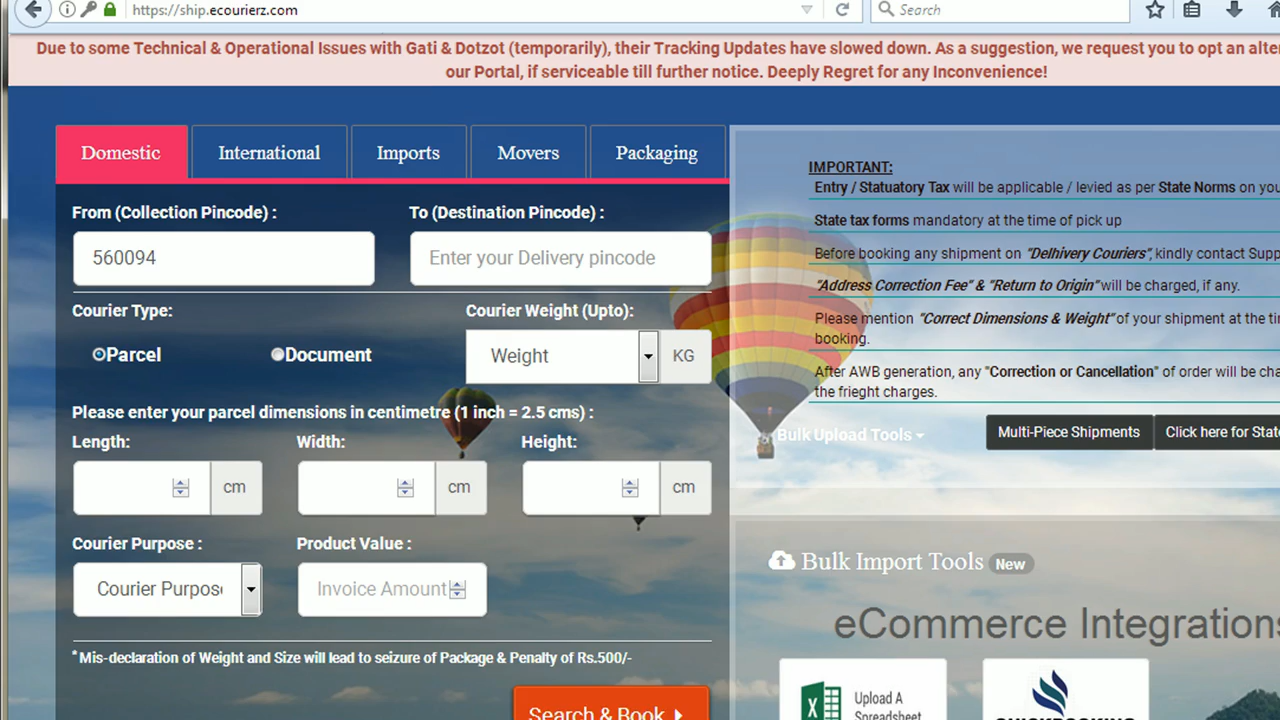 https://ship.ecourierz.com
Search
Due to some Technical & Operational Issues with Gati & Dotzot (temporarily), their Tracking Updates have slowed down. As a suggestion, we request you to opt an
our Portal, if serviceable till further notice. Deeply Regret for any Inconvenience!
Domestic
International
Imports
Movers
Packaging
From (Collection Pincode) :
To (Destination Pincode) :
560094
Enter your Delivery pincode
Courier Type:
Courier Weight (Upto):
Parcel
Document
Weight
KG
Please enter your parcel dimensions in centimetre (1 inch = 2.5 cms) :
Length:
Width:
Height:
cm
cm
cm
Courier Purpose :
Product Value :
Courier Purpos
Invoice Amount
*Mis-declaration of Weight and Size will lead to seizure of Package & Penalty of Rs.500/-
Search & Book
IMPORTANT:
Entry / Statuatory Tax will be applicable / levied as per State Norms on
State tax forms mandatory at the time of pick up
Before booking any shipment on "Delhivery Couriers", kindly contact
"Address Correction Fee" & "Return to Origin" will be charged, if any.
Please mention "Correct Dimensions & Weight" of your shipment at the
booking.
After AWB generation, any "Correction or Cancellation" of order will be
the frieght charges.
Bulk Upload Tools
Multi-Piece Shipments
Click here for
Bulk Import Tools New
eCommerce Integrations
Upload A
Spreadsheet